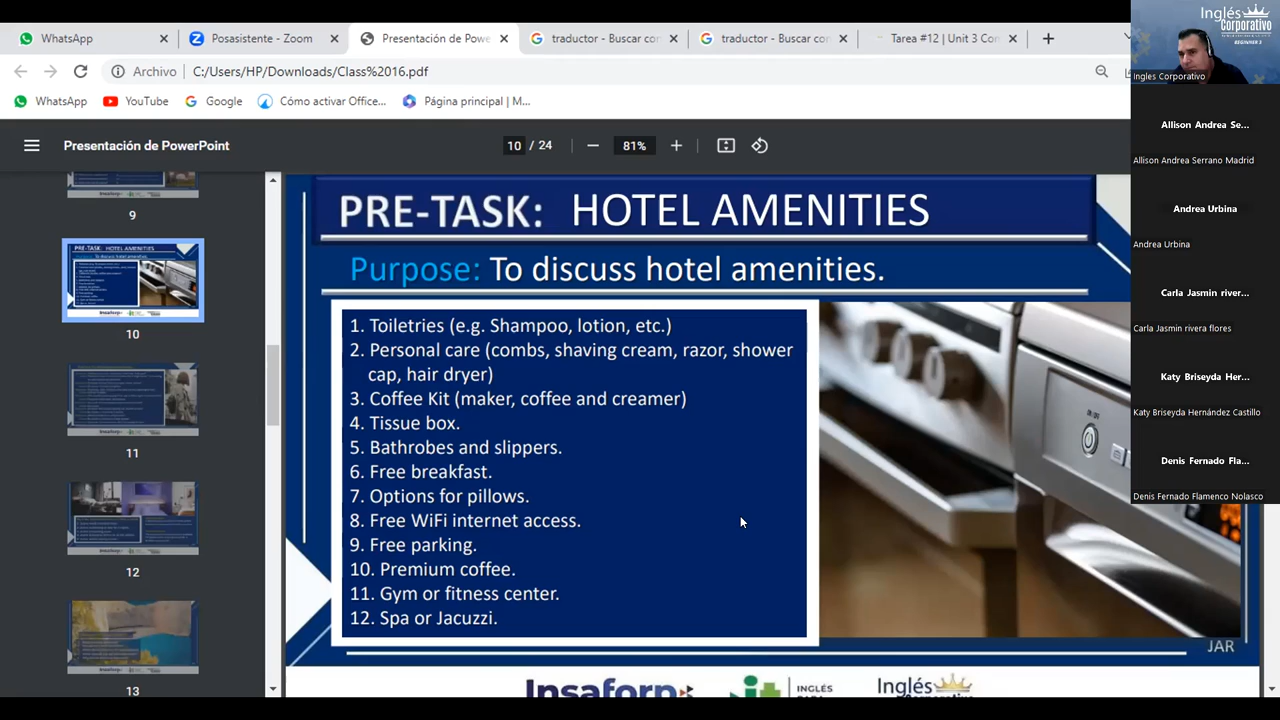 WhatsApp
Posasistente - Zoom
Presentación de Powe
traductor - Buscar con
traductor - Buscar con
Tarea #12 | Unit 3 Con
Archivo
C:/Users/HP/Downloads/Class%2016.pdf
WhatsApp
YouTube
Google
Cómo activar Office...
Página principal | M...
Presentación de PowerPoint
10 / 24
81%
9
10
11
12
13
PRE-TASK: HOTEL AMENITIES
Purpose: To discuss hotel amenities.
1. Toiletries (e.g. Shampoo, lotion, etc.)
2. Personal care (combs, shaving cream, razor, shower
cap, hair dryer)
3. Coffee Kit (maker, coffee and creamer)
4. Tissue box.
5. Bathrobes and slippers.
6. Free breakfast.
7. Options for pillows.
8. Free WiFi internet access.
9. Free parking.
10. Premium coffee.
11. Gym or fitness center.
12. Spa or Jacuzzi.
JAR
Insaforp
INGLÉS
Inglés
Inglés
Corporativo
BEGINNER 2
Ingles Corporativo
Allison Andrea Se...
Allison Andrea Serrano Madrid
Andrea Urbina
Andrea Urbina
Carla Jasmin river...
Carla Jasmin rivera flores
Katy Briseyda Her...
Katy Briseyda Hernández Castillo
Denis Fernado Fla...
Denis Fernado Flamenco Nolasco